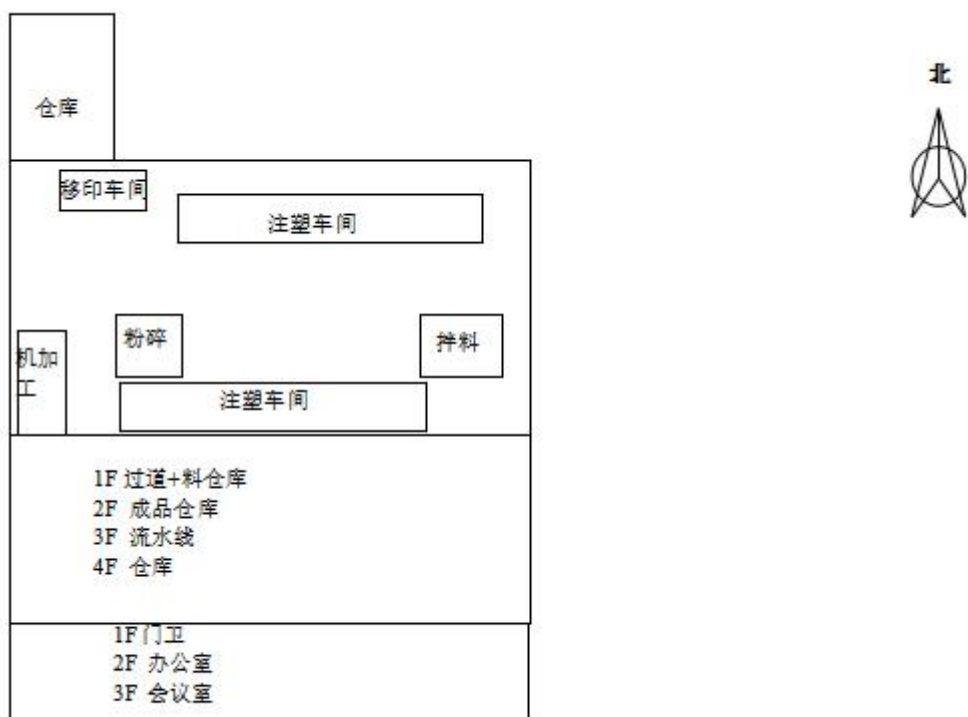 北
仓库
移印车间
注塑车间
粉碎
拌料
机加
工
注塑车间
1F 过道+料仓库
2F 成品仓库
3F 流水线
4F 仓库
1F 门卫
2F 办公室
3F 会议室